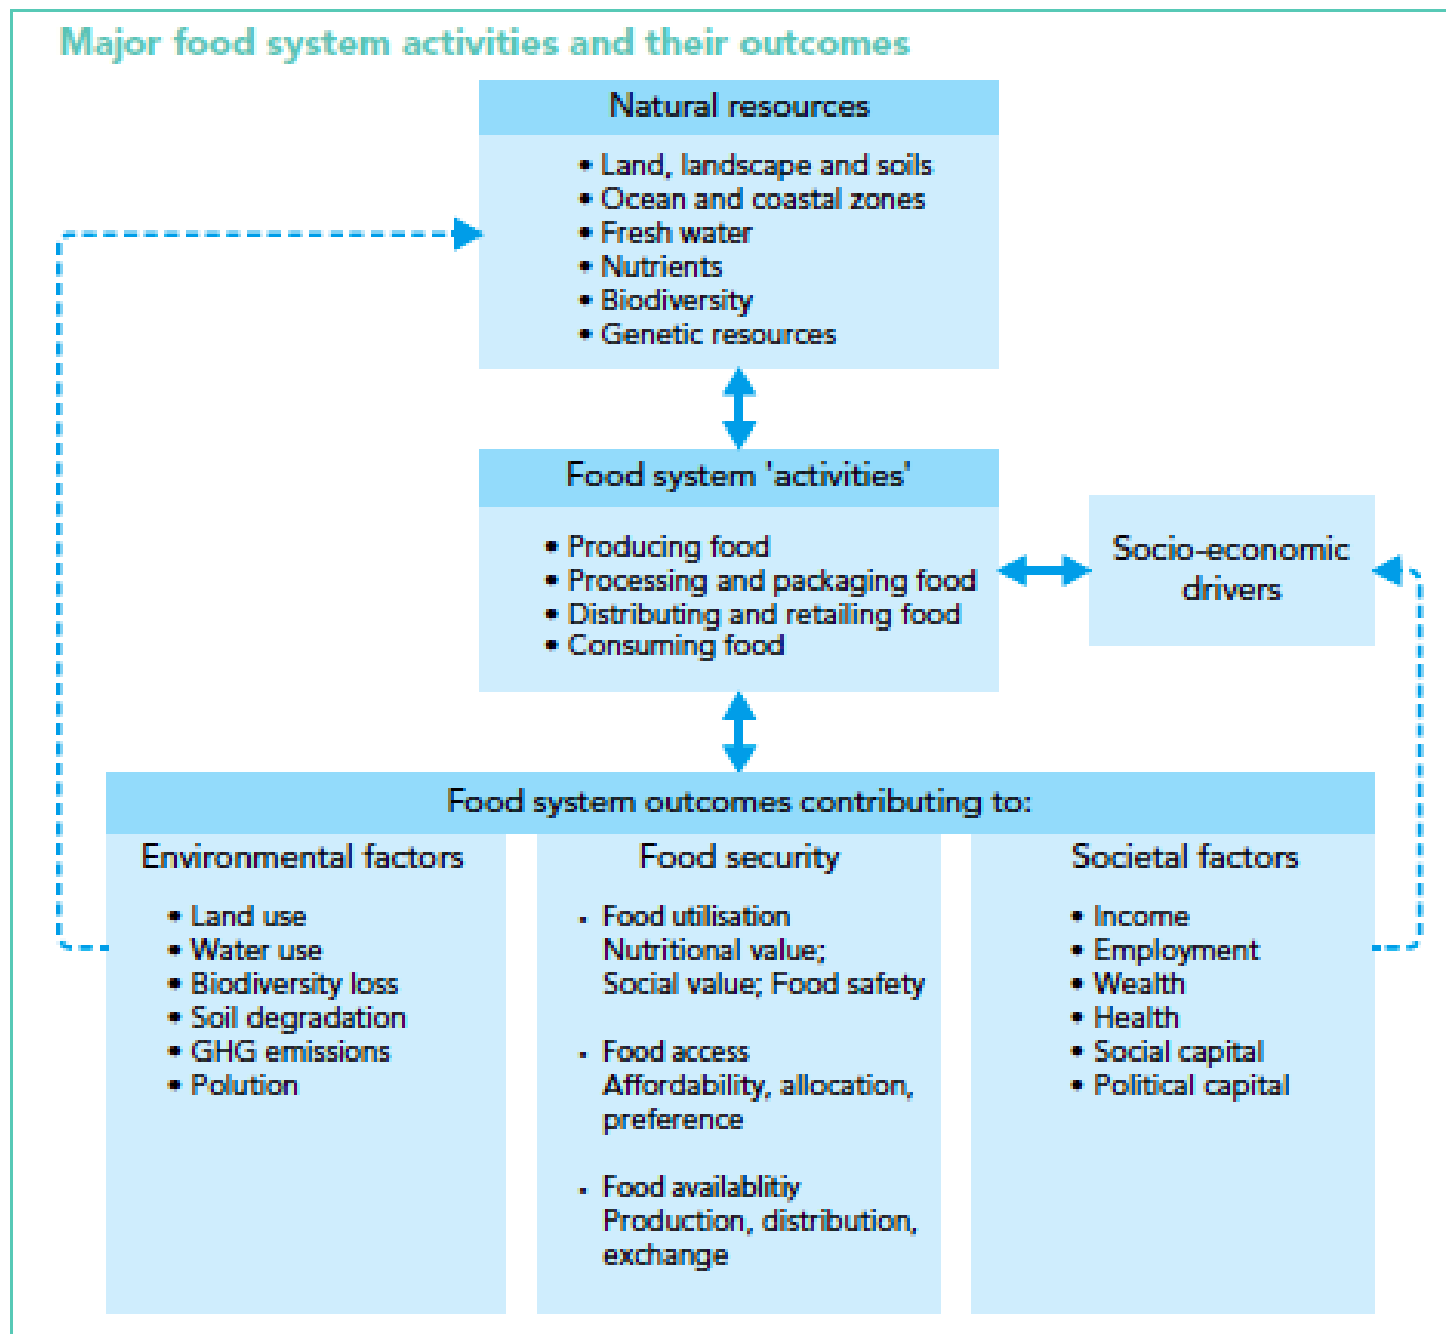 Major food system activities and their outcomes
Natural resources
• Land, landscape and soils
• Ocean and coastal zones
• Fresh water
• Nutrients
• Biodiversity
• Genetic resources
Food system 'activities'
• Producing food
• Processing and packaging food
• Distributing and retailing food
• Consuming food
Socio-economic
drivers
Food system outcomes contributing to:
Environmental factors
• Land use
• Water use
• Biodiversity loss
• Soil degradation
• GHG emissions
• Polution
Food security
• Food utilisation
Nutritional value;
Social value; Food safety
• Food access
Affordability, allocation,
preference
• Food availablitiy
Production, distribution,
exchange
Societal factors
• Income
• Employment
• Wealth
• Health
• Social capital
• Political capital